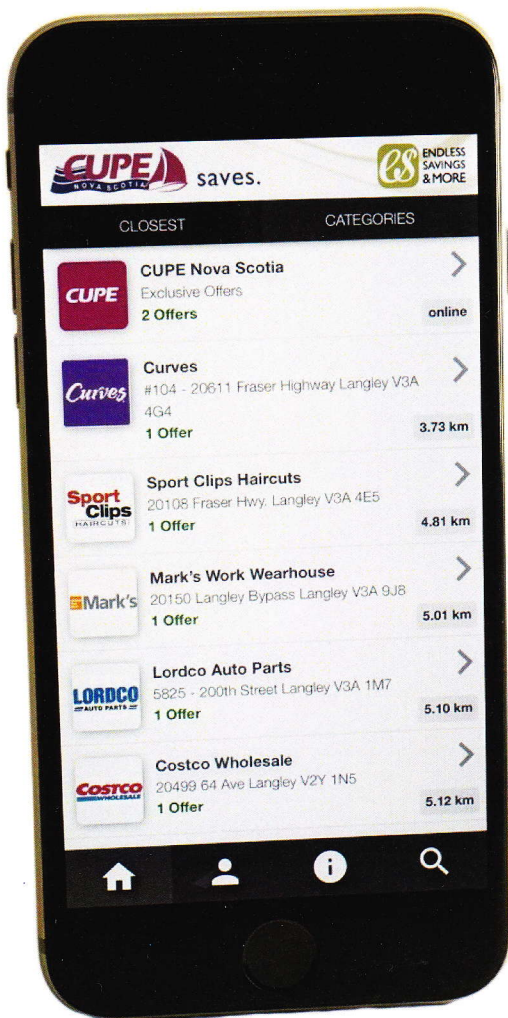 CUPE
NOVA SCOTIA
saves.
es
ENDLESS
SAVINGS
& MORE
CLOSEST
CATEGORIES
CUPE
CUPE Nova Scotia
Exclusive Offers
2 Offers
online
Curves
Curves
#104 - 20611 Fraser Highway Langley V3A
4G4
1 Offer
3.73 km
Sport
Clips
HAIRCUTS
Sport Clips Haircuts
20108 Fraser Hwy. Langley V3A 4E5
1 Offer
4.81 km
Mark's
Mark's Work Wearhouse
20150 Langley Bypass Langley V3A 9J8
1 Offer
5.01 km
LORDCO
AUTO PARTS
Lordco Auto Parts
5825 - 200th Street Langley V3A 1M7
1 Offer
5.10 km
COSTCO
WHOLESALE
Costco Wholesale
20499 64 Ave Langley V2Y 1N5
1 Offer
5.12 km